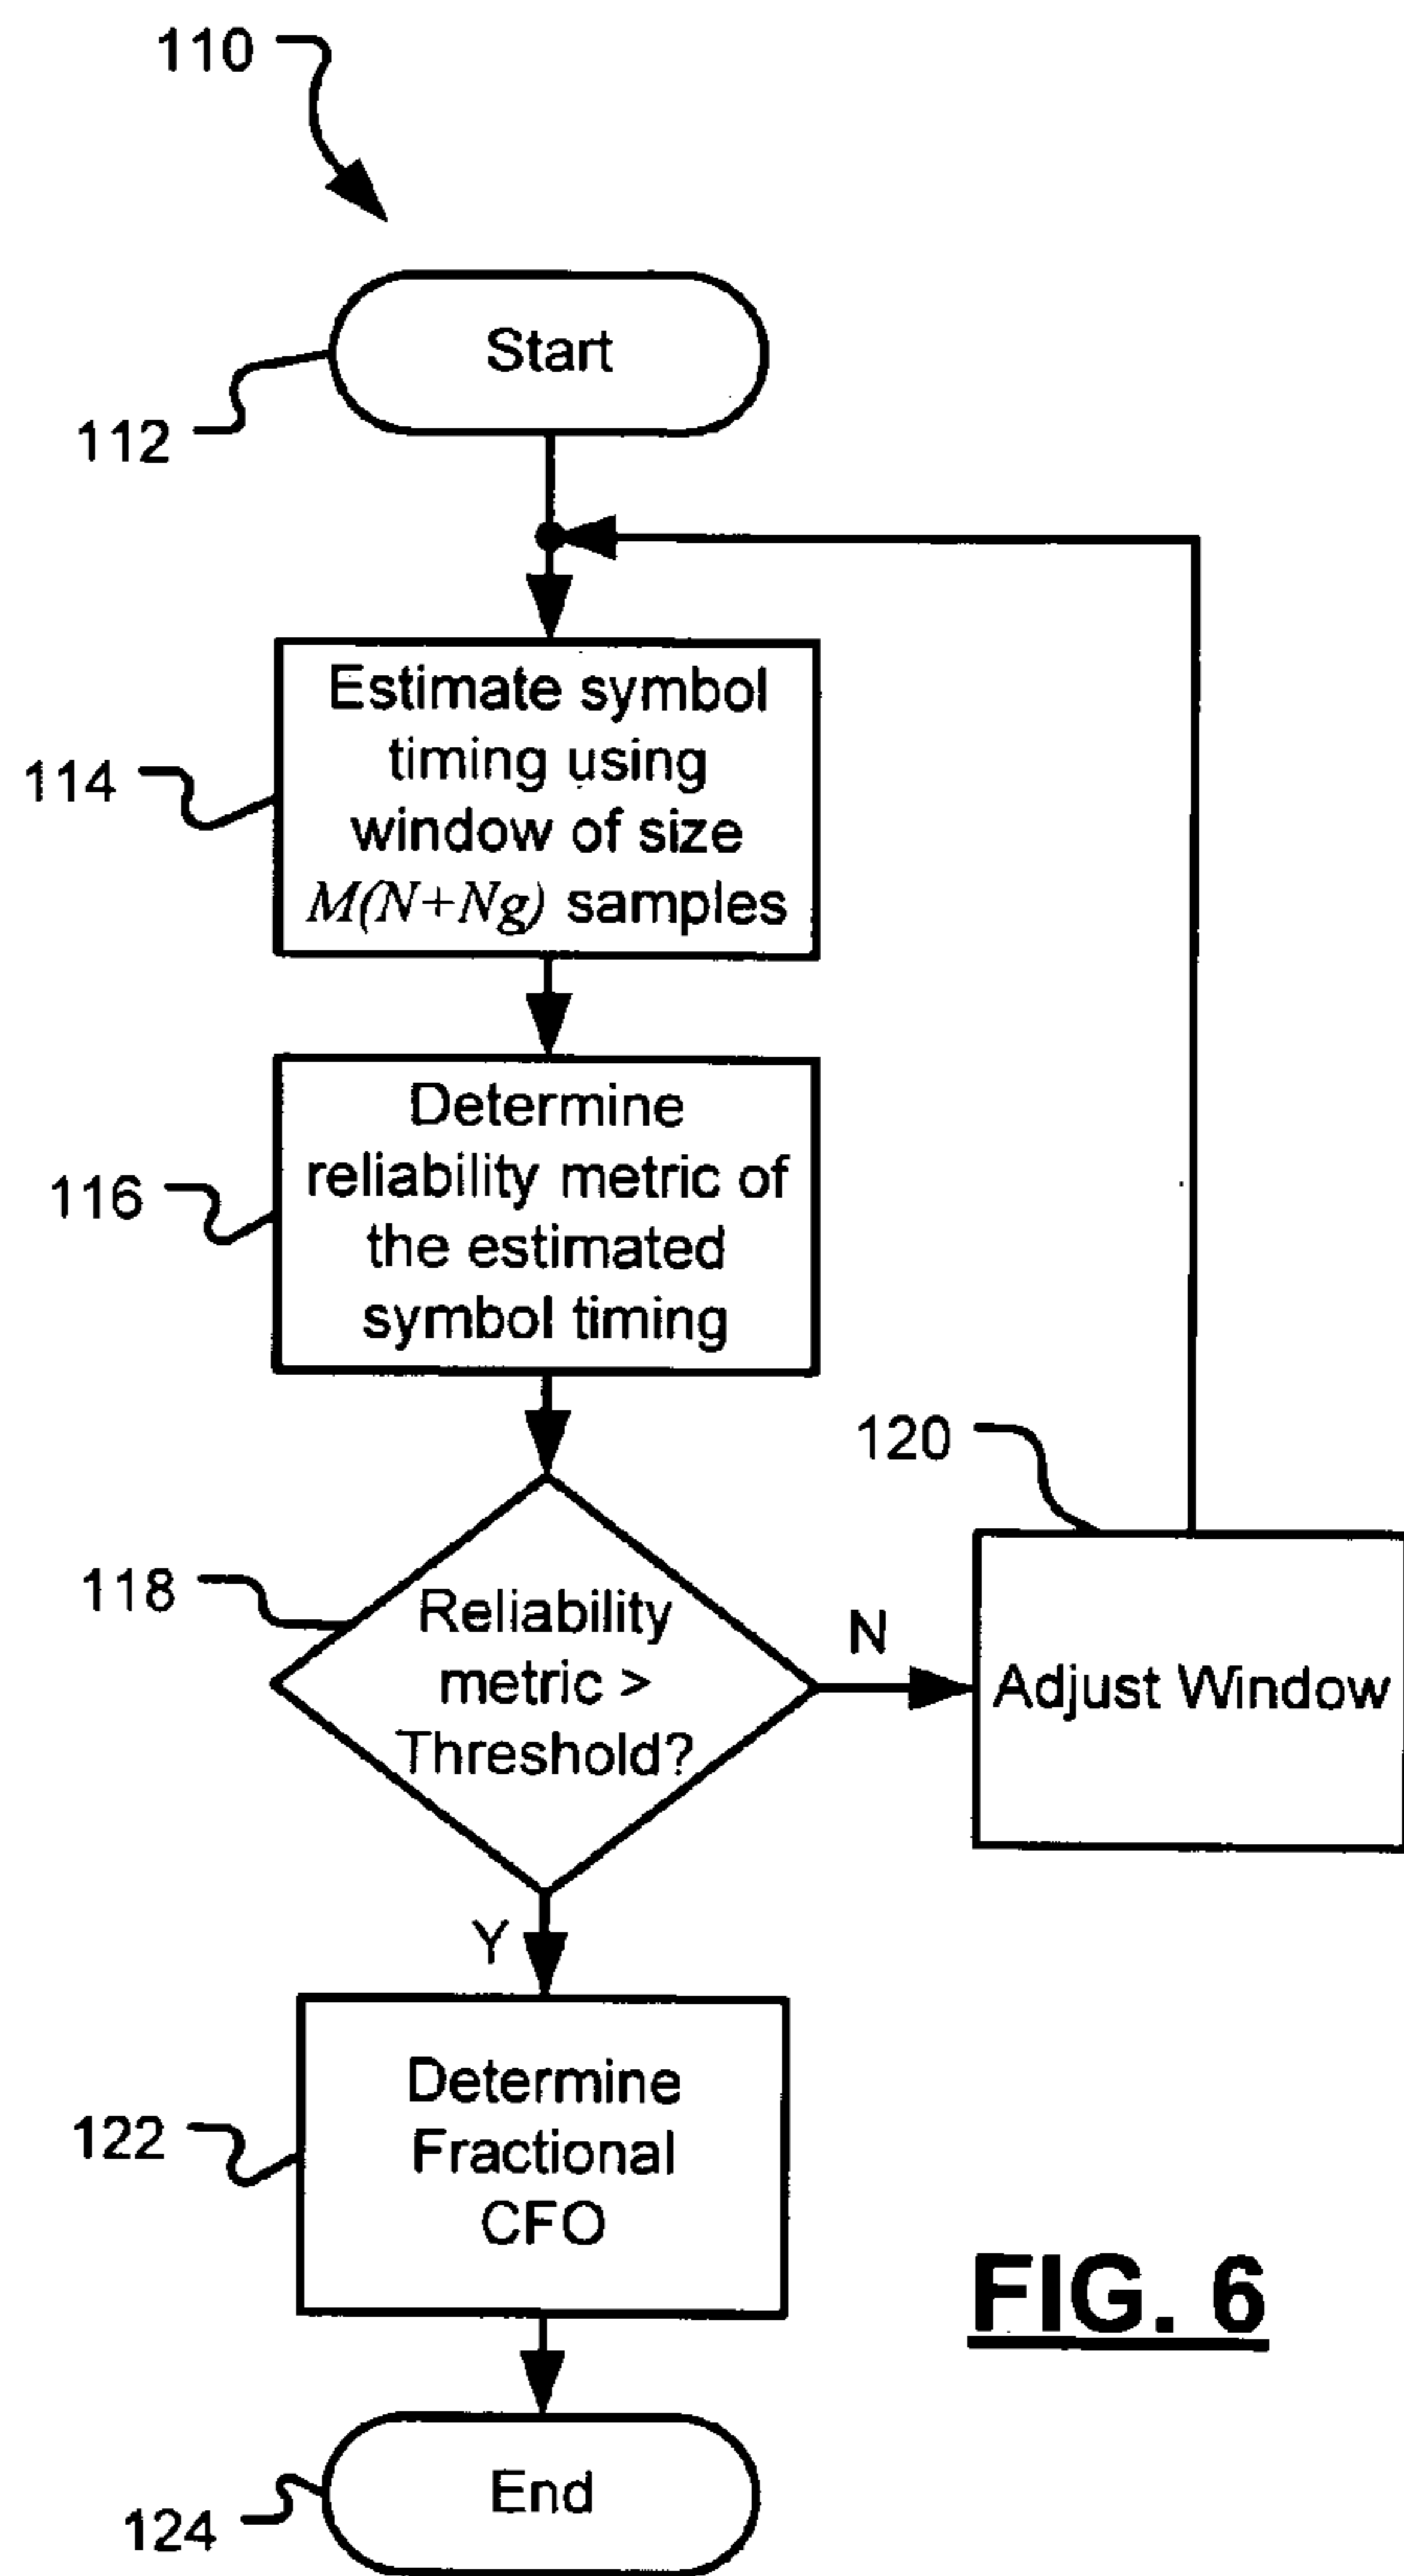 110
Start
112
Estimate symbol
timing using
window of size
M(N+Ng) samples
114
Determine
reliability metric of
the estimated
symbol timing
116
120
118
Reliability
metric >
Threshold?
N
Adjust Window
Y
Determine
Fractional
CFO
122
FIG. 6
End
124